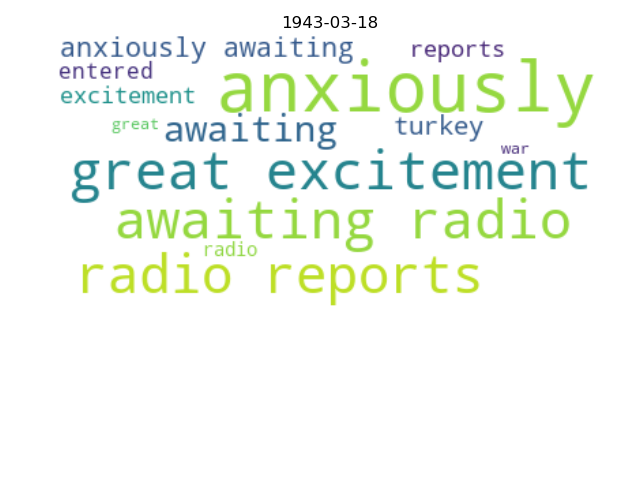 1943-03-18
anxiously awaiting reports
entered
excitement anxiously
great awaiting turkey
war
great excitement
awaiting radio
radio
radio reports